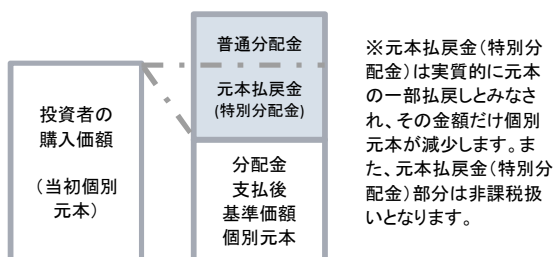 投資者の
購入価額
(当初個別
元本)
普通分配金
元本払戻金
(特別分配金)
分配金
支払後
基準価額
個別元本
※元本払戻金(特別分
配金)は実質的に元本
の一部払戻しとみなさ
れ、その金額だけ個別
元本が減少します。ま
た、元本払戻金(特別分
配金)部分は非課税扱
いとなります。